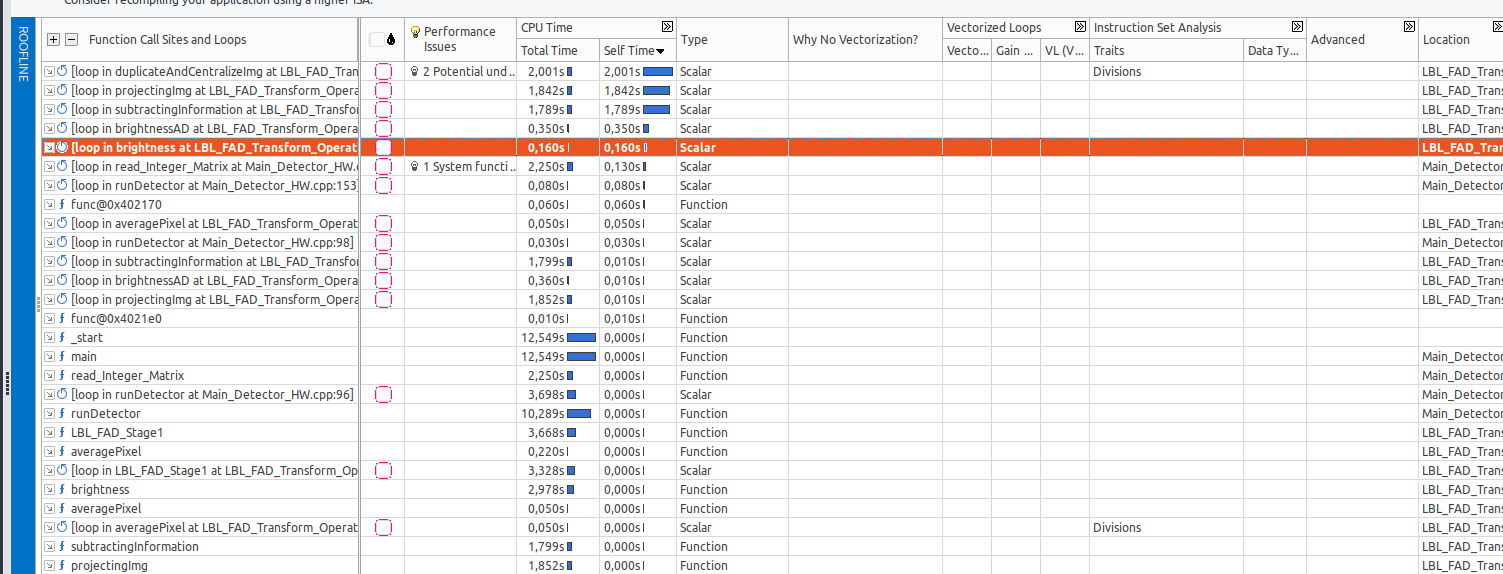 Consider recompiling your application using a higher ISA.
ROOFLINE
Function Call Sites and Loops Performance Issues CPU Time Type Why No Vectorization? Vectorized Loops Instruction Set Analysis Advanced Location
Total Time Self Time Vecto... Gain ... VL (V... Traits Data Ty...
[loop in duplicateAndCentralizeImg at LBL_FAD_Tran 2 Potential und... 2,001s 2,001s Scalar Divisions LBL_FAD_Trans
[loop in projectingImg at LBL_FAD_Transform_Opera 1,842s 1,842s Scalar LBL_FAD_Trans
[loop in subtractingInformation at LBL_FAD_Transfo 1,789s 1,789s Scalar LBL_FAD_Trans
[loop in brightnessAD at LBL_FAD_Transform_Opera 0,350s 0,350s Scalar LBL_FAD_Trans
[loop in brightness at LBL_FAD_Transform_Operat 0,160s 0,160s Scalar LBL_FAD_Tra
[loop in read_Integer_Matrix at Main_Detector_HW.c 1 System functi... 2,250s 0,130s Scalar Main_Detector
[loop in runDetector at Main_Detector_HW.cpp:153] 0,080s 0,080s Scalar Main_Detector
func@0x402170 0,060s 0,060s Function
[loop in averagePixel at LBL_FAD_Transform_Operat 0,050s 0,050s Scalar LBL_FAD_Trans
[loop in runDetector at Main_Detector_HW.cpp:98] 0,030s 0,030s Scalar Main_Detector
[loop in subtractingInformation at LBL_FAD_Transfo 1,799s 0,010s Scalar LBL_FAD_Trans
[loop in brightnessAD at LBL_FAD_Transform_Opera 0,360s 0,010s Scalar LBL_FAD_Trans
[loop in projectingImg at LBL_FAD_Transform_Opera 1,852s 0,010s Scalar LBL_FAD_Trans
func@0x4021e0 0,010s 0,010s Function
_start 12,549s 0,000s Function
main 12,549s 0,000s Function Main_Detector
read_Integer_Matrix 2,250s 0,000s Function Main_Detector
[loop in runDetector at Main_Detector_HW.cpp:96] 3,698s 0,000s Scalar Main_Detector
runDetector 10,289s 0,000s Function Main_Detector
LBL_FAD_Stage1 3,668s 0,000s Function LBL_FAD_Trans
averagePixel 0,220s 0,000s Function LBL_FAD_Trans
[loop in LBL_FAD_Stage1 at LBL_FAD_Transform_Op 3,328s 0,000s Scalar LBL_FAD_Trans
brightness 2,978s 0,000s Function LBL_FAD_Trans
averagePixel 0,050s 0,000s Function LBL_FAD_Trans
[loop in averagePixel at LBL_FAD_Transform_Operat 0,050s 0,000s Scalar Divisions LBL_FAD_Trans
subtractingInformation 1,799s 0,000s Function LBL_FAD_Trans
projectingImg 1,852s 0,000s Function LBL_FAD_Trans